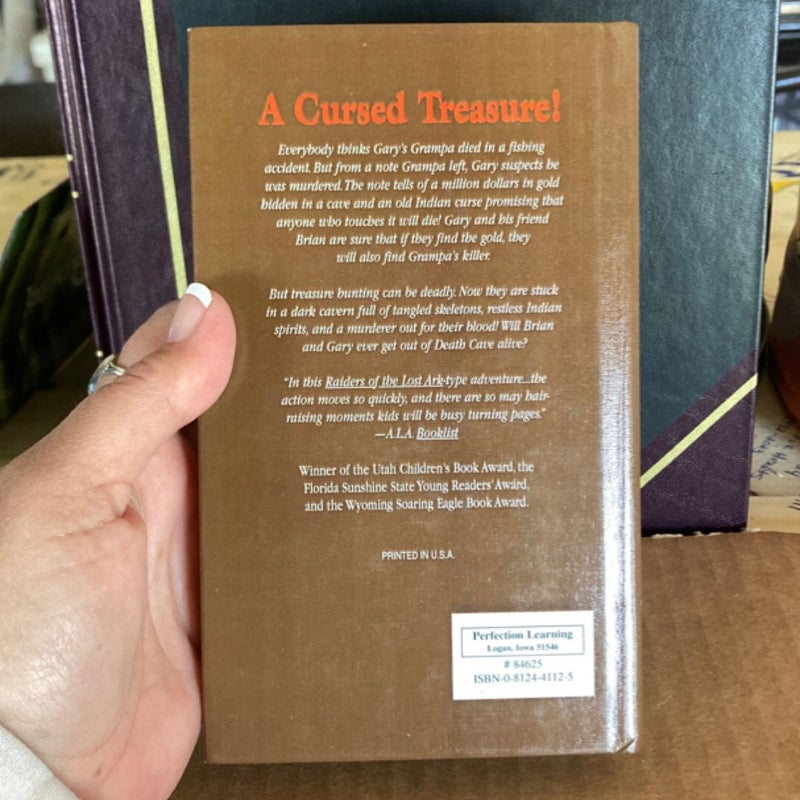 A Cursed Treasure!
Everybody thinks Gary's Grampa died in a fishing
accident. But from a note Grampa left, Gary suspects he
was murdered. The note tells of a million dollars in gold
hidden in a cave and an old Indian curse promising that
anyone who touches it will die! Gary and his friend
Brian are sure that if they find the gold, they
will also find Grampa's killer.
But treasure hunting can be deadly. Now they are stuck
in a dark cavern full of tangled skeletons, restless Indian
spirits, and a murderer out for their blood! Will Brian
and Gary ever get out of Death Cave alive?
"In this Raiders of the Lost Ark-type adventure...the
action moves so quickly, and there are so may hair-
raising moments kids will be busy turning pages."
—A.L.A. Booklist
Winner of the Utah Children's Book Award, the
Florida Sunshine State Young Readers' Award,
and the Wyoming Soaring Eagle Book Award.
PRINTED IN U.S.A.
Perfection Learning
Logan, Iowa 51546
# 84625
ISBN-0-8124-4112-5